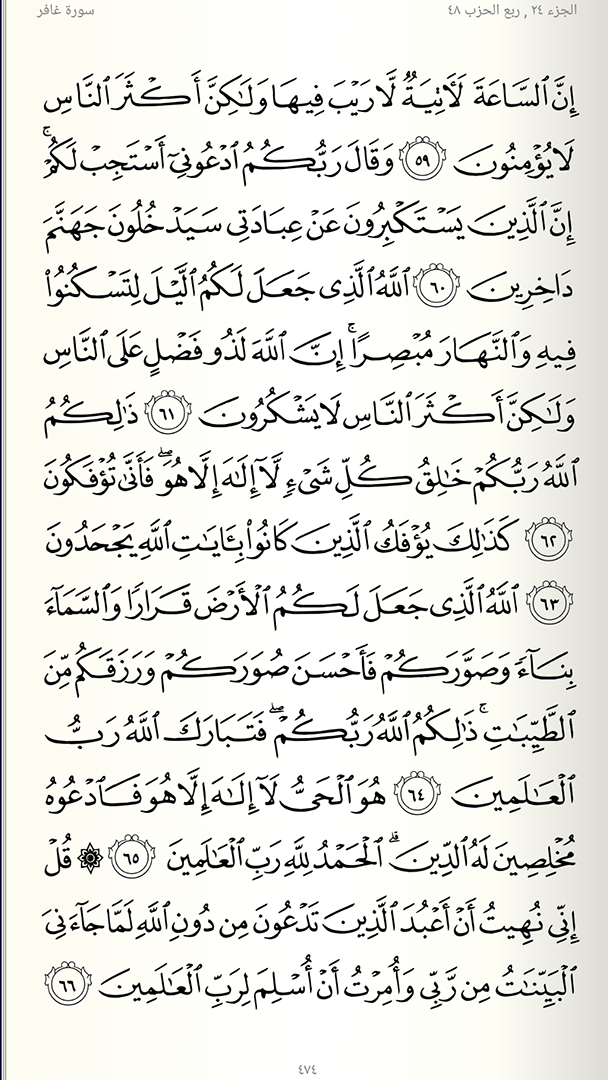 الجزء ٢٤ , ربع الحزب ٤٨
سورة غافر
إِنَّ ٱلسَّاعَةَ لَأٓتِيَةٌ لَّا رَيْبَ فِيهَا وَلَٰكِنَّ أَكْثَرَ ٱلنَّاسِ
لَا يُؤْمِنُونَ ٥٩ وَقَالَ رَبُّكُمُ ٱدْعُونِىٓ أَسْتَجِبْ لَكُمْ ۚ
إِنَّ ٱلَّذِينَ يَسْتَكْبِرُونَ عَنْ عِبَادَتِى سَيَدْخُلُونَ جَهَنَّمَ
دَاخِرِينَ ٦٠ ٱللَّهُ ٱلَّذِى جَعَلَ لَكُمُ ٱلَّيْلَ لِتَسْكُنُوا۟
فِيهِ وَٱلنَّهَارَ مُبْصِرًا ۚ إِنَّ ٱللَّهَ لَذُو فَضْلٍ عَلَى ٱلنَّاسِ
وَلَٰكِنَّ أَكْثَرَ ٱلنَّاسِ لَا يَشْكُرُونَ ٦١ ذَٰلِكُمُ
ٱللَّهُ رَبُّكُمْ خَٰلِقُ كُلِّ شَىْءٍ لَّآ إِلَٰهَ إِلَّا هُوَ ۖ فَأَنَّىٰ تُؤْفَكُونَ
٦٢ كَذَٰلِكَ يُؤْفَكُ ٱلَّذِينَ كَانُوا۟ بِـَٔايَٰتِ ٱللَّهِ يَجْحَدُونَ
٦٣ ٱللَّهُ ٱلَّذِى جَعَلَ لَكُمُ ٱلْأَرْضَ قَرَارًا وَٱلسَّمَآءَ
بِنَآءً وَصَوَّرَكُمْ فَأَحْسَنَ صُوَرَكُمْ وَرَزَقَكُم مِّنَ
ٱلطَّيِّبَٰتِ ۚ ذَٰلِكُمُ ٱللَّهُ رَبُّكُمْ ۖ فَتَبَارَكَ ٱللَّهُ رَبُّ
ٱلْعَٰلَمِينَ ٦٤ هُوَ ٱلْحَىُّ لَآ إِلَٰهَ إِلَّا هُوَ فَٱدْعُوهُ
مُخْلِصِينَ لَهُ ٱلدِّينَ ۗ ٱلْحَمْدُ لِلَّهِ رَبِّ ٱلْعَٰلَمِينَ ٦٥ ۞ قُلْ
إِنِّى نُهِيتُ أَنْ أَعْبُدَ ٱلَّذِينَ تَدْعُونَ مِن دُونِ ٱللَّهِ لَمَّا جَآءَنِىَ
ٱلْبَيِّنَٰتُ مِن رَّبِّى وَأُمِرْتُ أَنْ أُسْلِمَ لِرَبِّ ٱلْعَٰلَمِينَ ٦٦
٤٧٤